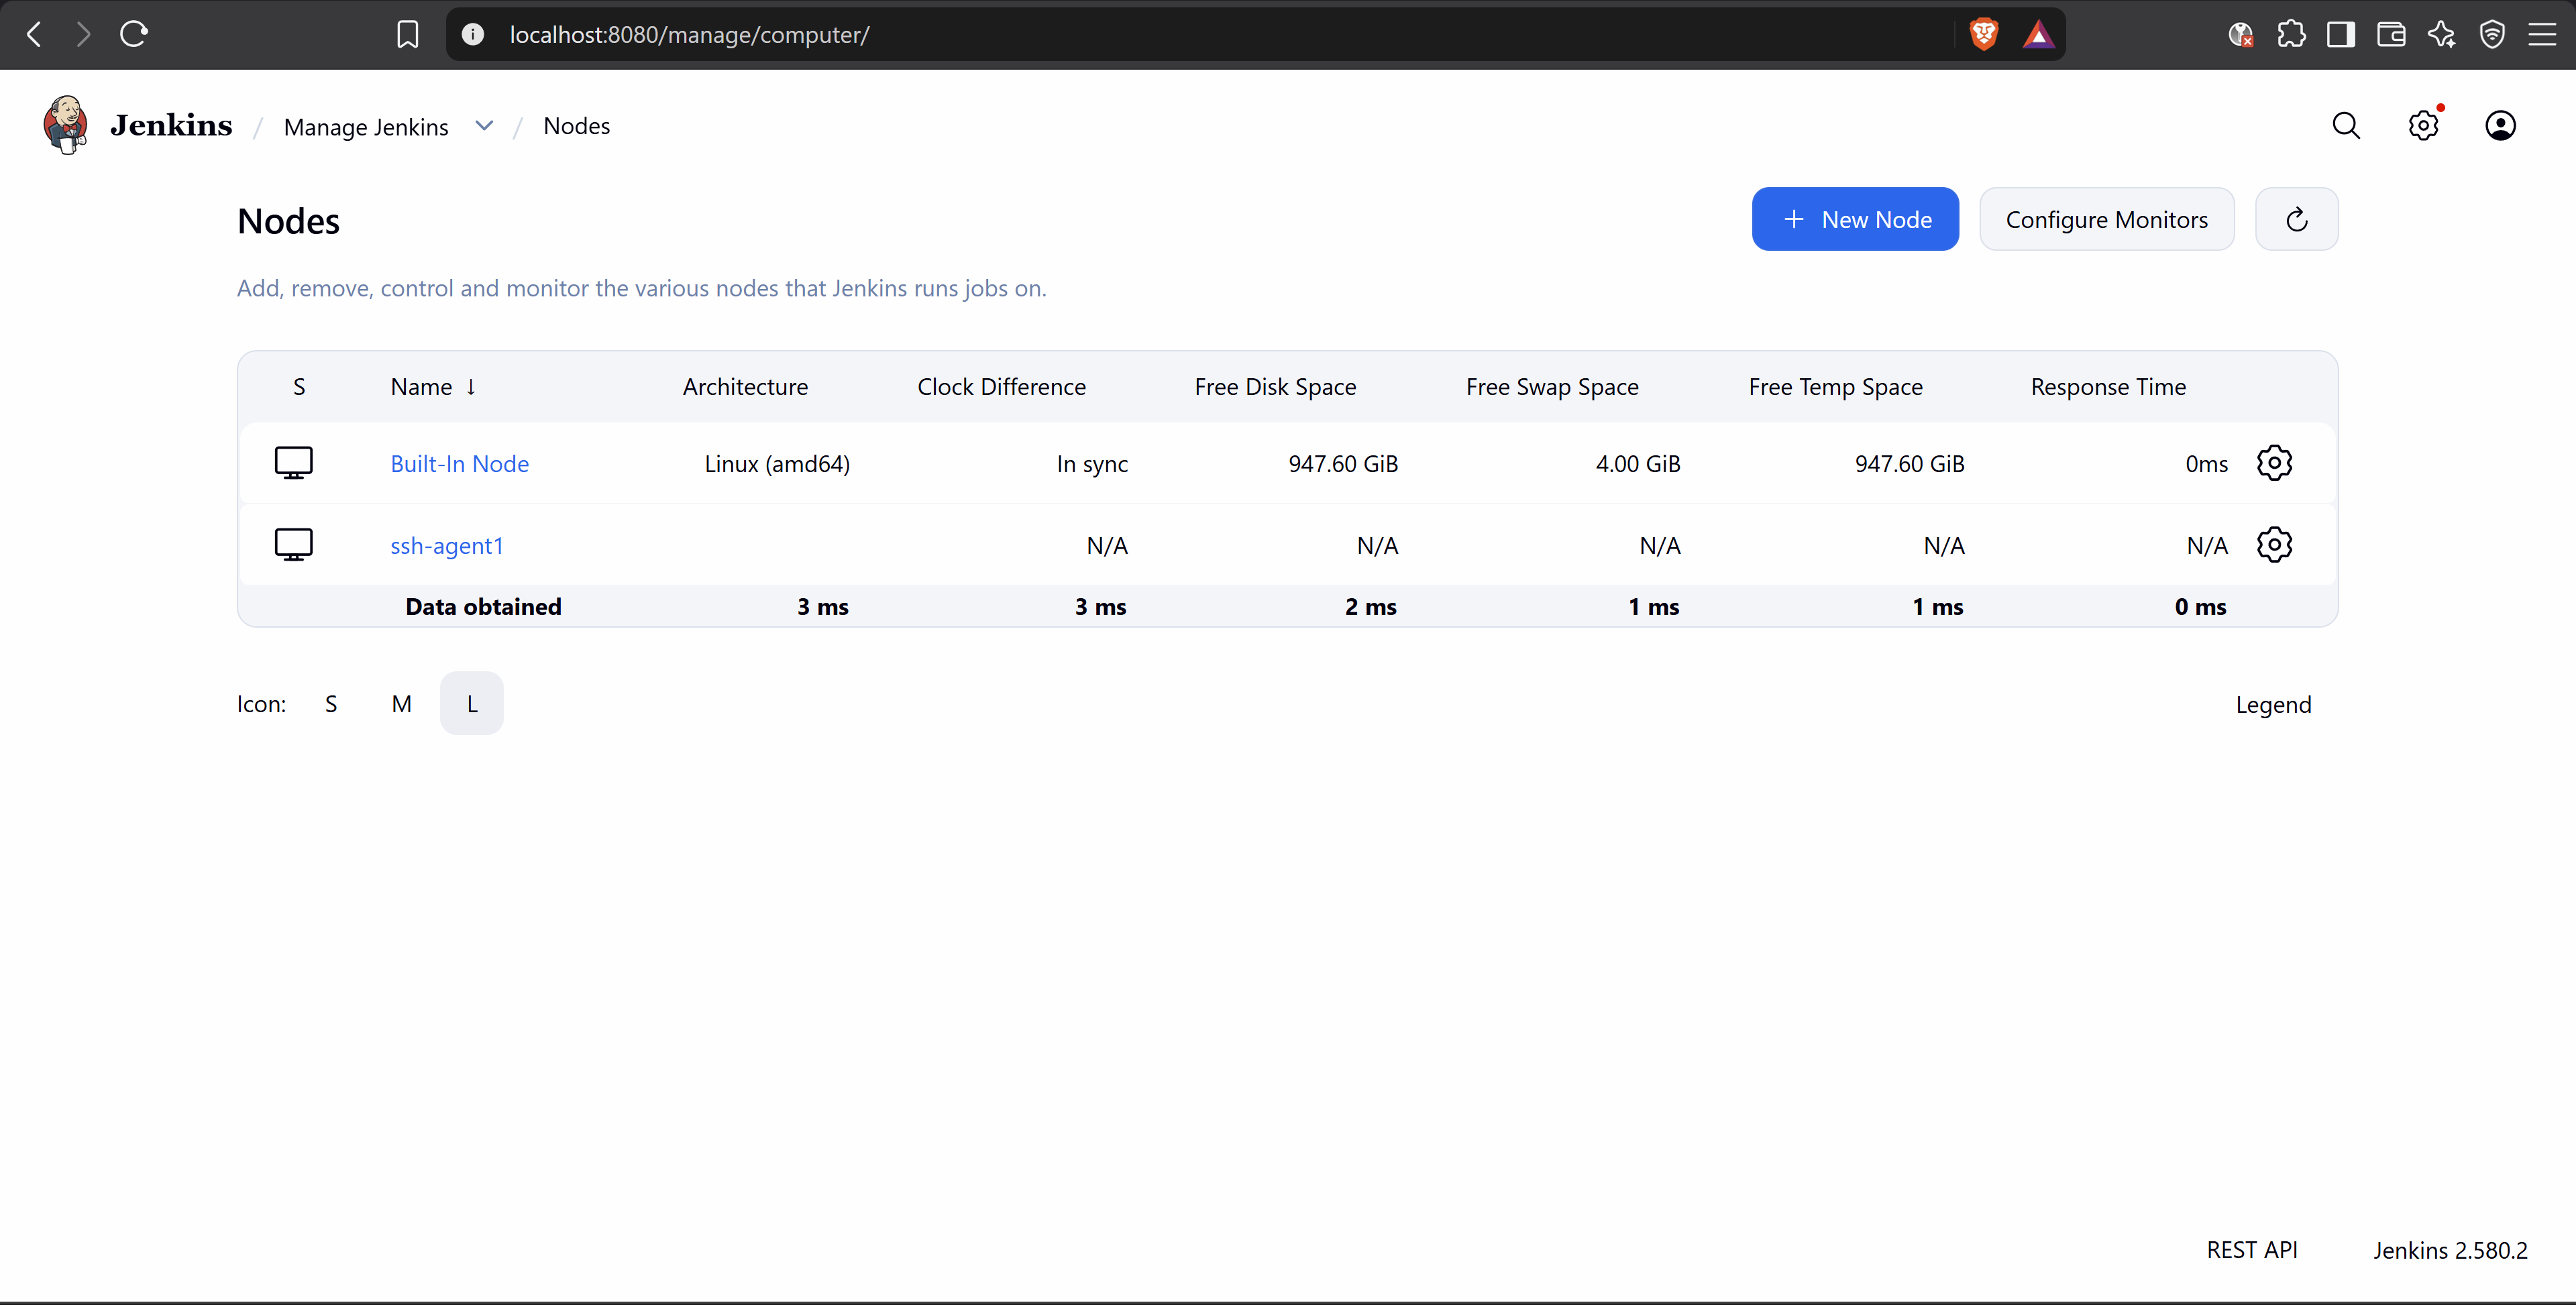 localhost:8080/manage/computer/
Jenkins / Manage Jenkins / Nodes
Nodes
+ New Node
Configure Monitors
Add, remove, control and monitor the various nodes that Jenkins runs jobs on.
S Name ↓ Architecture Clock Difference Free Disk Space Free Swap Space Free Temp Space Response Time
Built-In Node Linux (amd64) In sync 947.60 GiB 4.00 GiB 947.60 GiB 0ms
ssh-agent1 N/A N/A N/A N/A N/A
Data obtained 3 ms 3 ms 2 ms 1 ms 1 ms 0 ms
Icon: S M L
Legend
REST API Jenkins 2.580.2